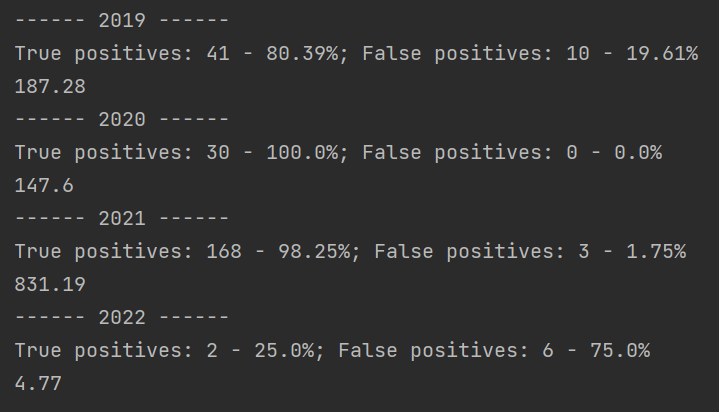 ------ 2019 ------
True positives: 41 - 80.39%; False positives: 10 - 19.61%
187.28
------ 2020 ------
True positives: 30 - 100.0%; False positives: 0 - 0.0%
147.6
------ 2021 ------
True positives: 168 - 98.25%; False positives: 3 - 1.75%
831.19
------ 2022 ------
True positives: 2 - 25.0%; False positives: 6 - 75.0%
4.77